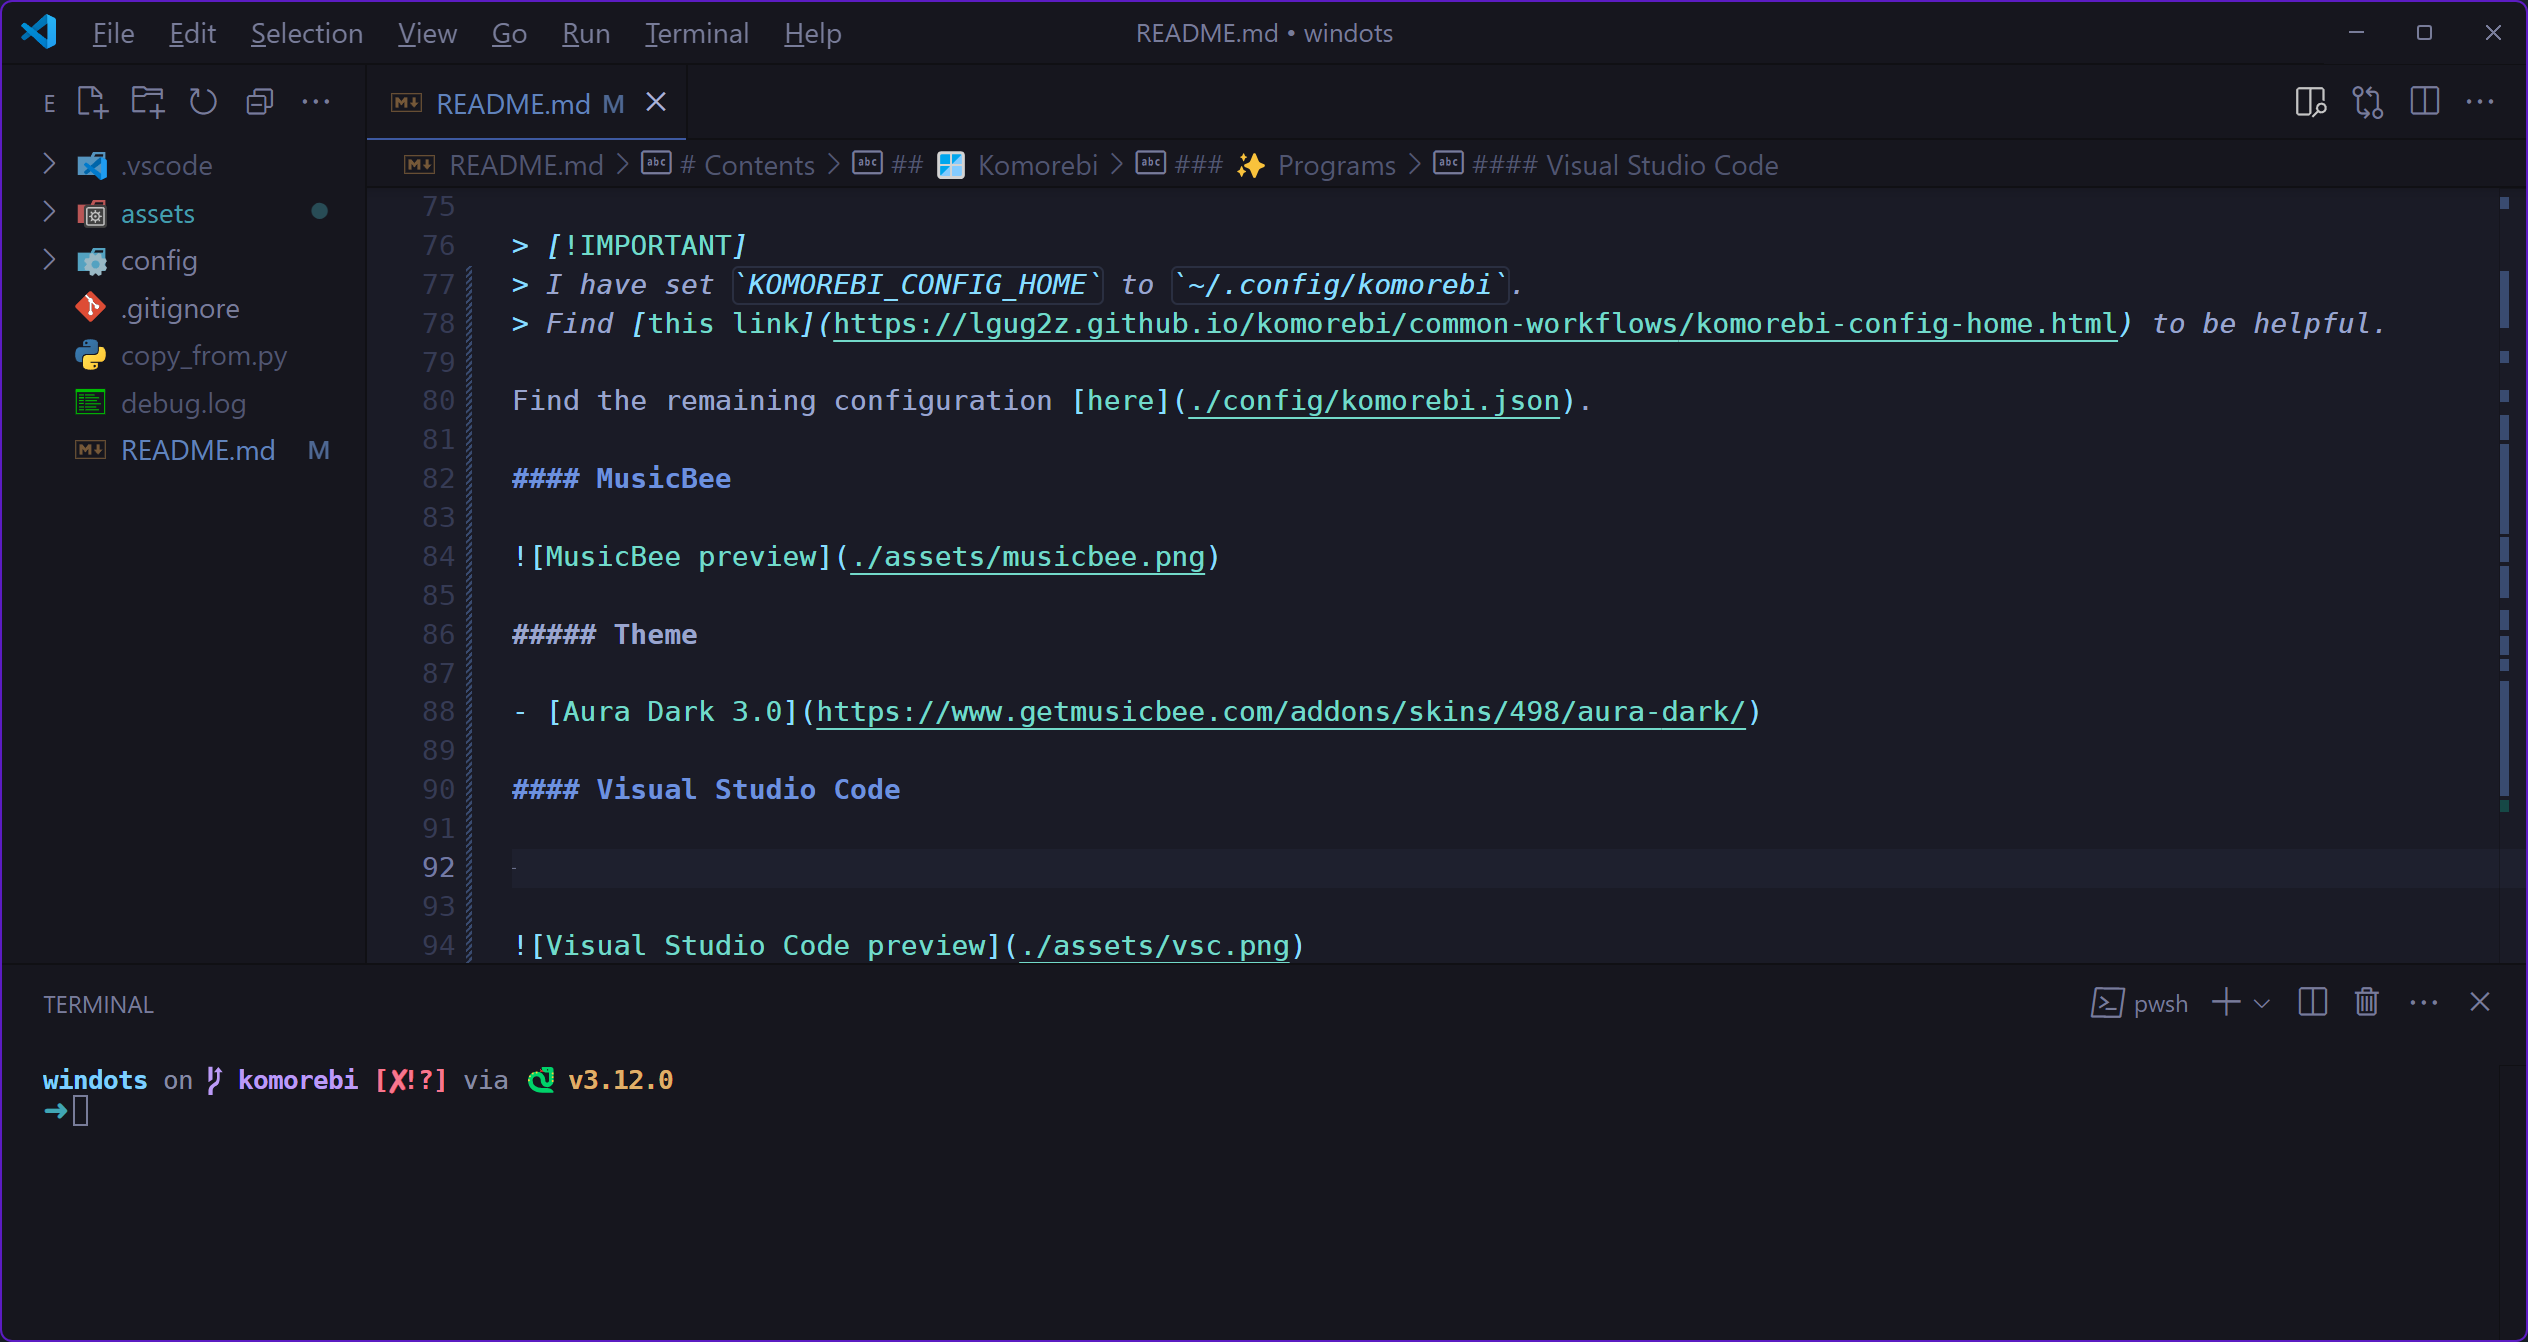 File Edit Selection View Go Run Terminal Help README.md • windots
E
README.md M
.vscode
assets
config
.gitignore
copy_from.py
debug.log
README.md M
README.md > # Contents > ## Komorebi > ### ✨ Programs > #### Visual Studio Code
75
76 > [!IMPORTANT]
77 > I have set `KOMOREBI_CONFIG_HOME` to `~/.config/komorebi`.
78 > Find [this link](https://lgug2z.github.io/komorebi/common-workflows/komorebi-config-home.html) to be helpful.
79
80 Find the remaining configuration [here](./config/komorebi.json).
81
82 #### MusicBee
83
84 ![MusicBee preview](./assets/musicbee.png)
85
86 ##### Theme
87
88 - [Aura Dark 3.0](https://www.getmusicbee.com/addons/skins/498/aura-dark/)
89
90 #### Visual Studio Code
91
92 -
93
94 ![Visual Studio Code preview](./assets/vsc.png)
TERMINAL
pwsh
windots on komorebi [✘!?] via v3.12.0
➜